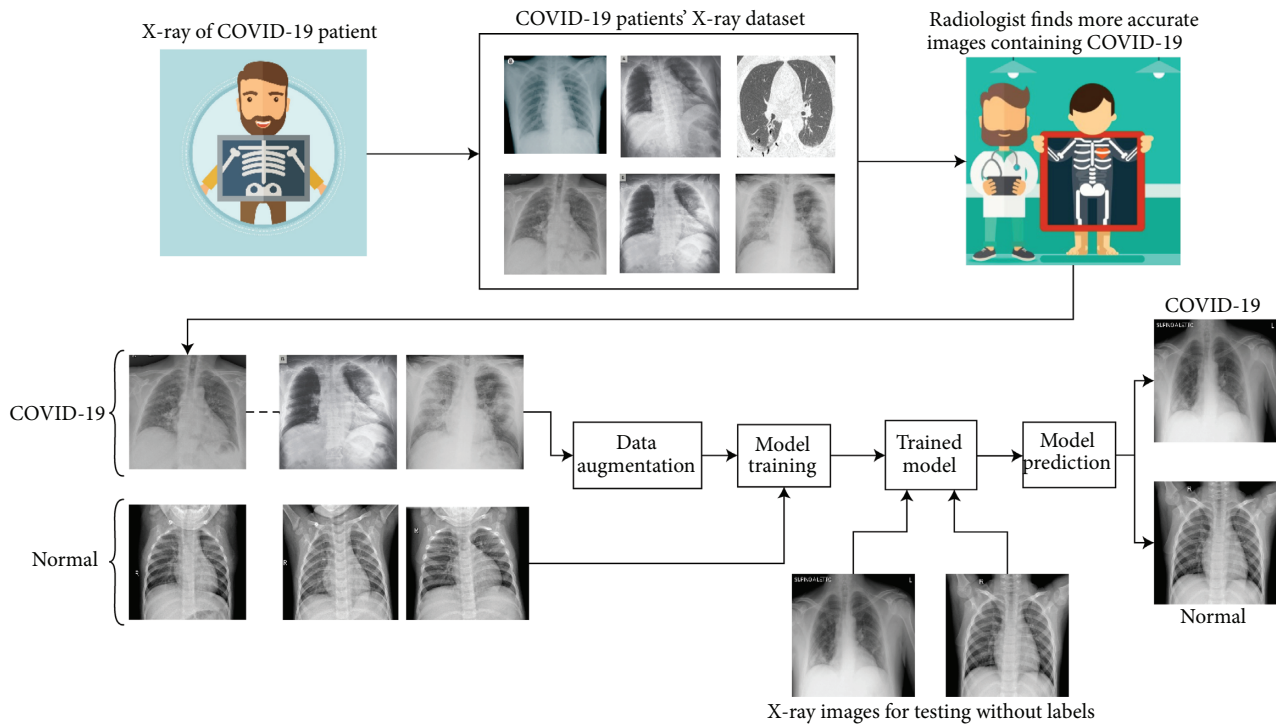 X-ray of COVID-19 patient
COVID-19 patients' X-ray dataset
Radiologist finds more accurate
images containing COVID-19
COVID-19
Data
augmentation
Model
training
Trained
model
Model
prediction
COVID-19
SLPNDALETIC
L
Normal
R
R
R
SLPNDALETIC
L
R
R
Normal
X-ray images for testing without labels